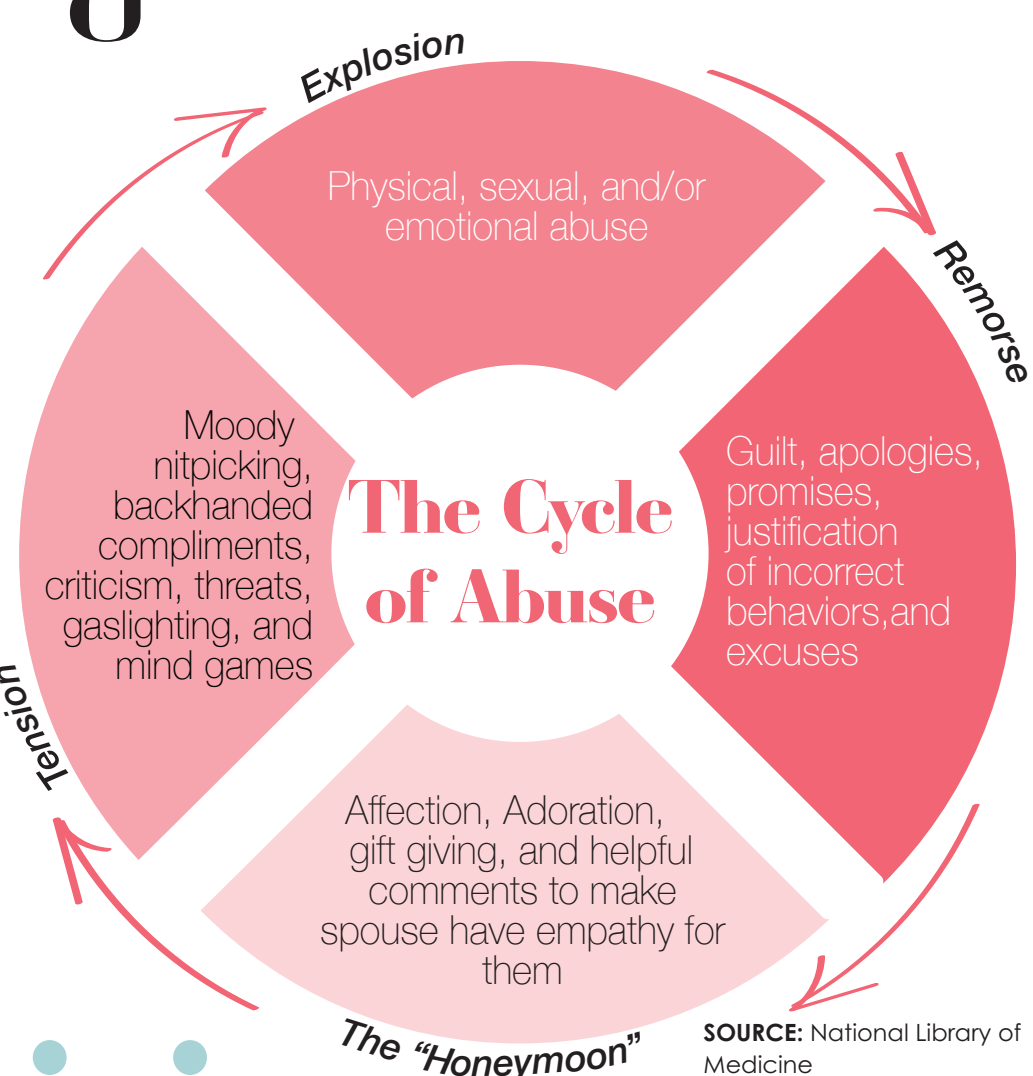 g
Explosion
Physical, sexual, and/or
emotional abuse
Remorse
Guilt, apologies,
promises,
justification
of incorrect
behaviors,and
excuses
The Cycle
of Abuse
Moody
nitpicking,
backhanded
compliments,
criticism, threats,
gaslighting, and
mind games
Tension
Affection, Adoration,
gift giving, and helpful
comments to make
spouse have empathy for
them
The “Honeymoon”
SOURCE: National Library of
Medicine